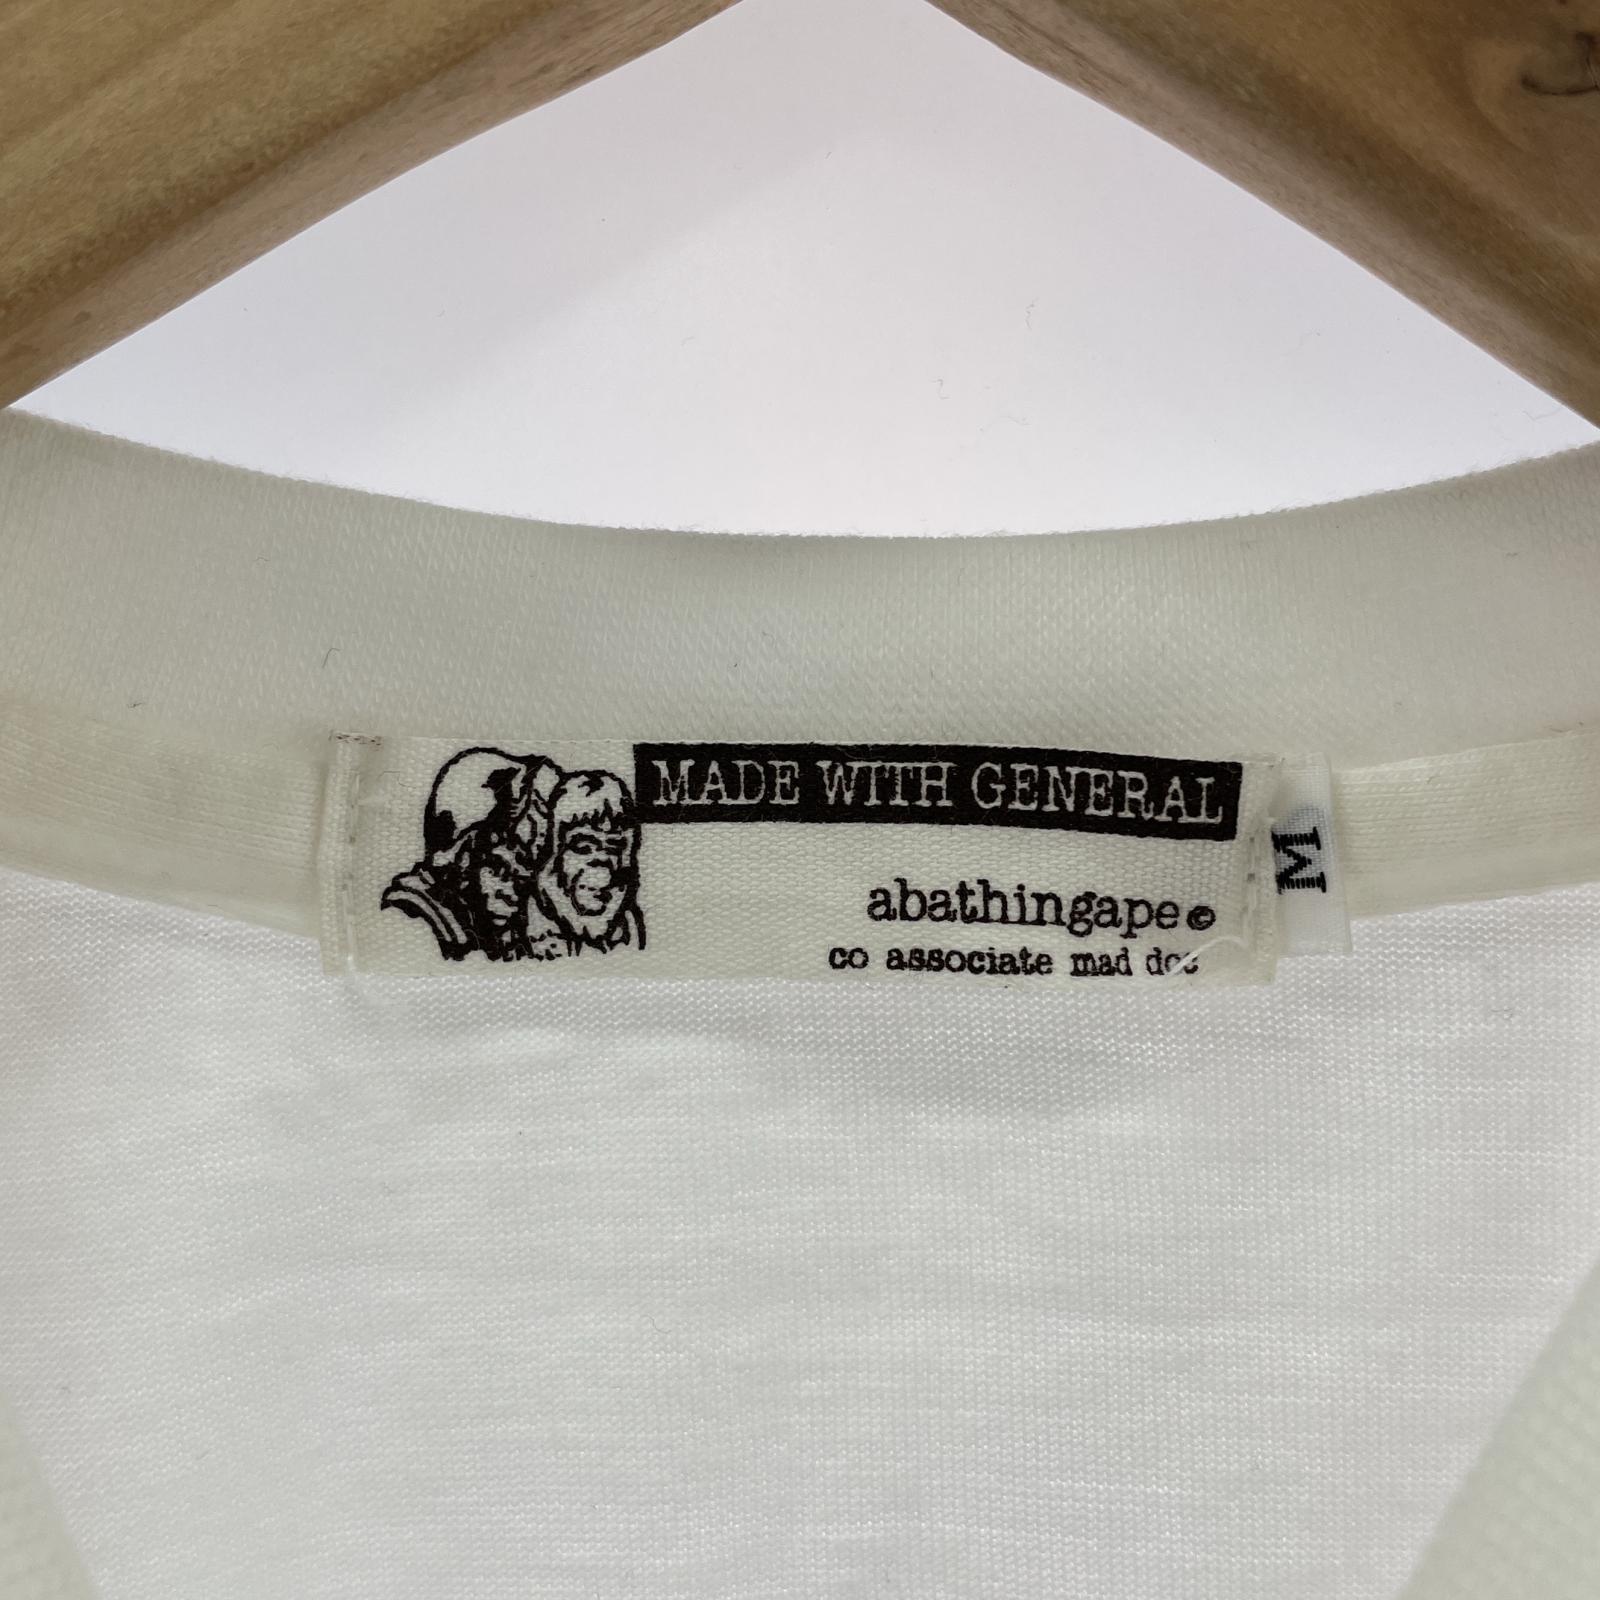 MADE WITH GENERAL
abathingape©
co associate mad doc
M